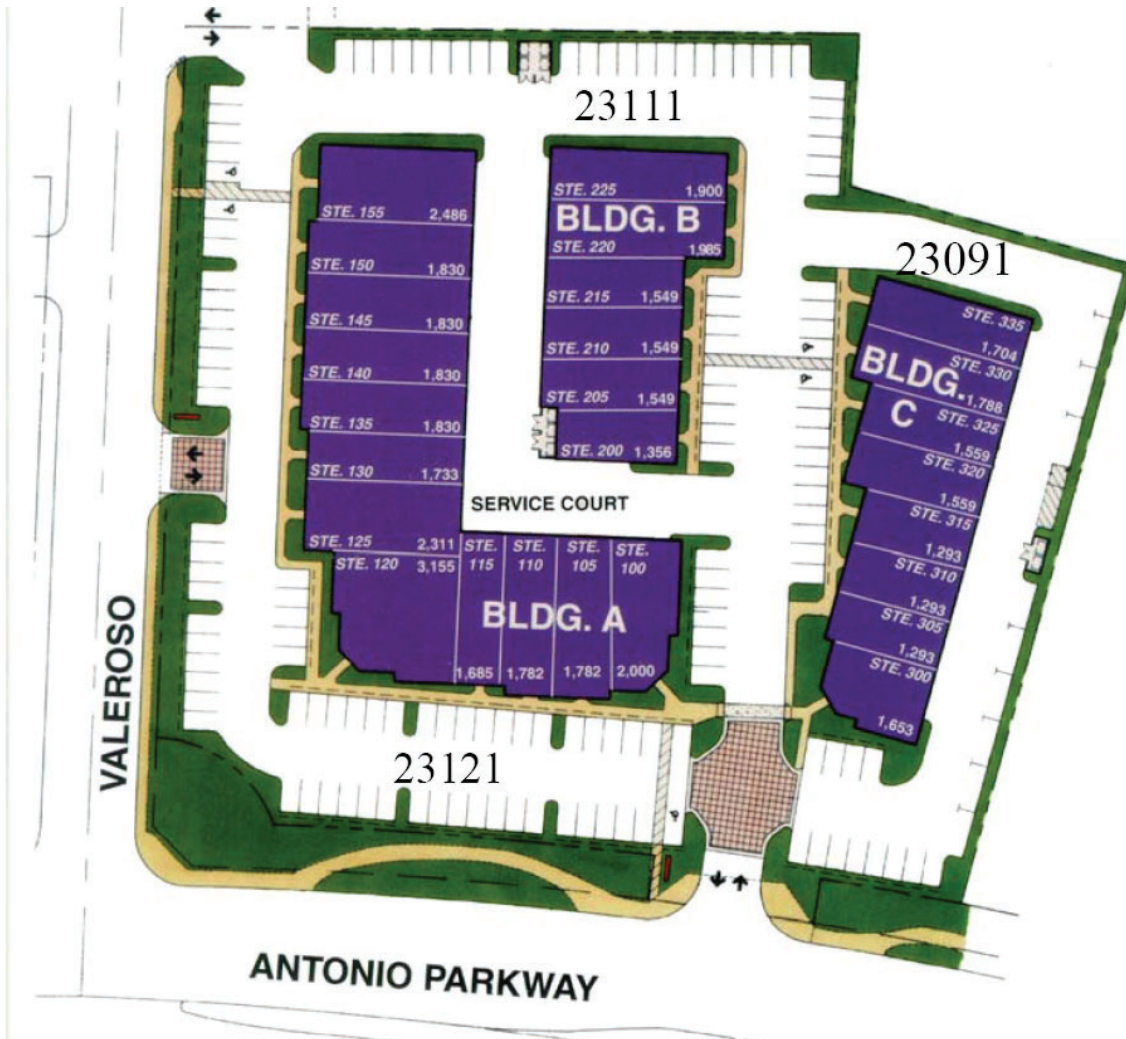 23111
STE. 225 1,900
BLDG. B
STE. 220 1,985
STE. 215 1,549
STE. 210 1,549
STE. 205 1,549
STE. 200 1,356
STE. 155 2,486
STE. 150 1,830
STE. 145 1,830
STE. 140 1,830
STE. 135 1,830
STE. 130 1,733
STE. 125 2,311
STE. 120 3,155
SERVICE COURT
STE. 115
STE. 110
STE. 105
STE. 100
BLDG. A
1,685 1,782 1,782 2,000
23091
STE. 335
1,704
STE. 330
BLDG.
C
1,788
STE. 325
1,559
STE. 320
1,559
STE. 315
1,293
STE. 310
1,293
STE. 305
1,293
STE. 300
1,653
23121
VALEROSO
ANTONIO PARKWAY